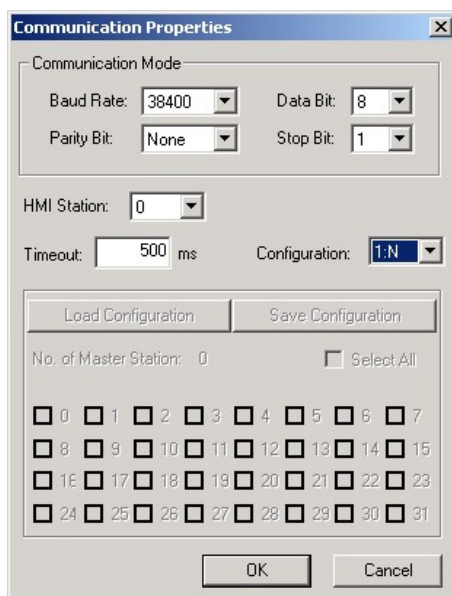 Communication Properties
Communication Mode
Baud Rate: 38400 Data Bit: 8
Parity Bit: None Stop Bit: 1
HMI Station: 0
Timeout: 500 ms Configuration: 1:N
Load Configuration Save Configuration
No. of Master Station: 0 Select All
0 1 2 3 4 5 6 7
8 9 10 11 12 13 14 15
16 17 18 19 20 21 22 23
24 25 26 27 28 29 30 31
OK Cancel